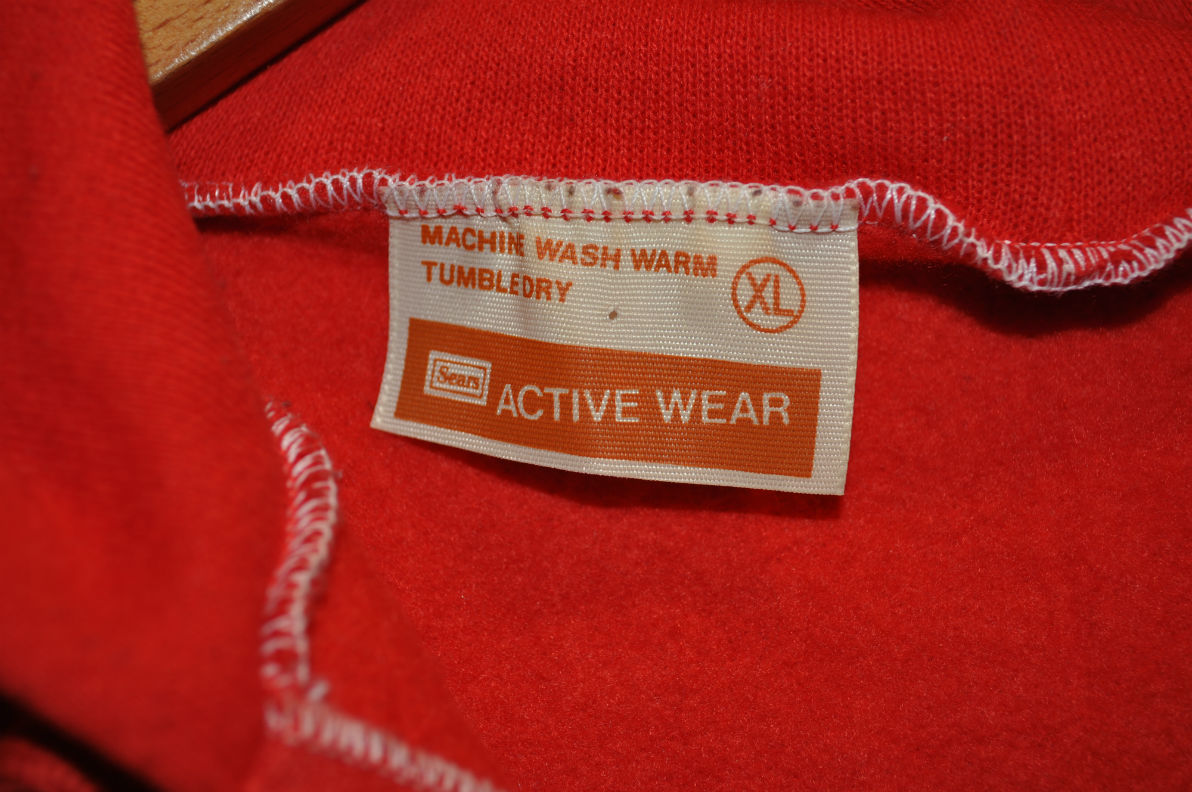 MACHINE WASH WARM
TUMBLEDRY
XL
Sears
ACTIVE WEAR